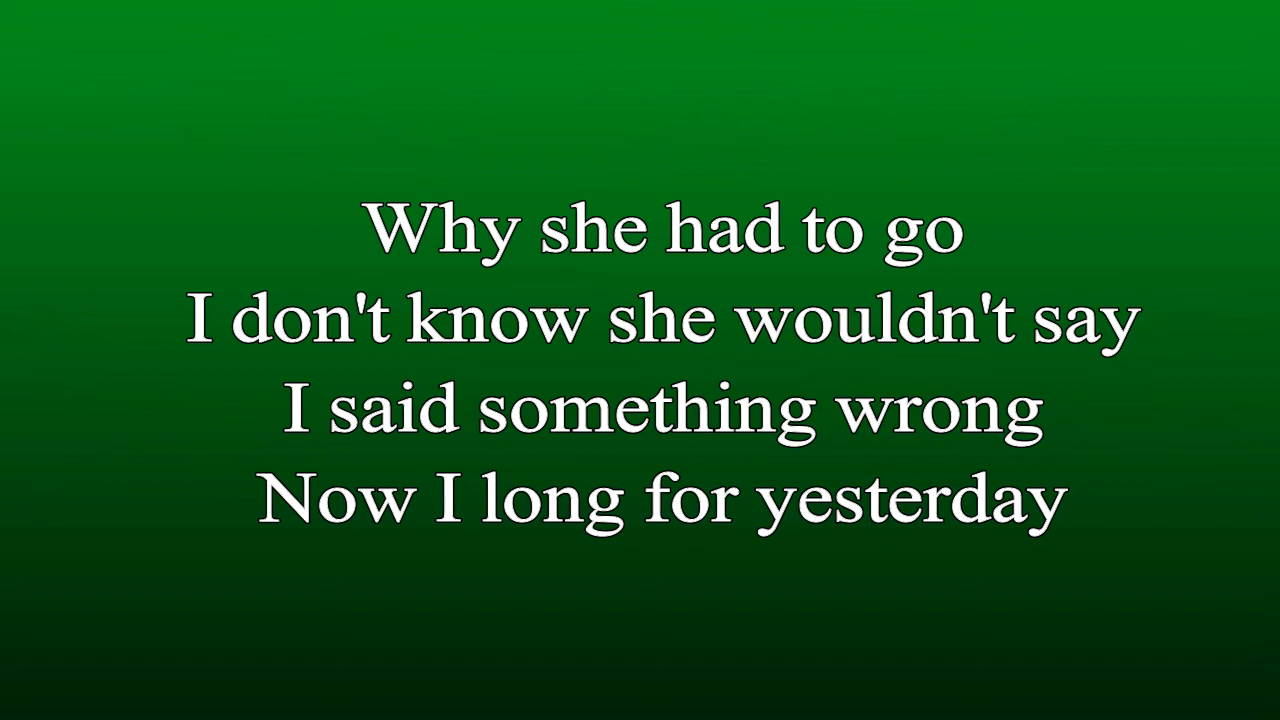 Why she had to go
I don't know she wouldn't say
I said something wrong
Now I long for yesterday